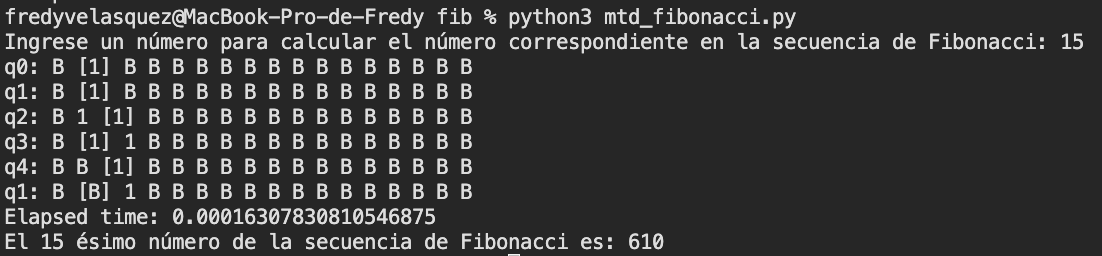 fredyvelasquez@MacBook-Pro-de-Fredy fib % python3 mtd_fibonacci.py
Ingrese un número para calcular el número correspondiente en la secuencia de Fibonacci: 15
q0: B [1] B B B B B B B B B B B B B B B
q1: B [1] B B B B B B B B B B B B B B B
q2: B 1 [1] B B B B B B B B B B B B B B
q3: B [1] 1 B B B B B B B B B B B B B B
q4: B B [1] B B B B B B B B B B B B B B
q1: B [B] 1 B B B B B B B B B B B B B B
Elapsed time: 0.00016307830810546875
El 15 ésimo número de la secuencia de Fibonacci es: 610